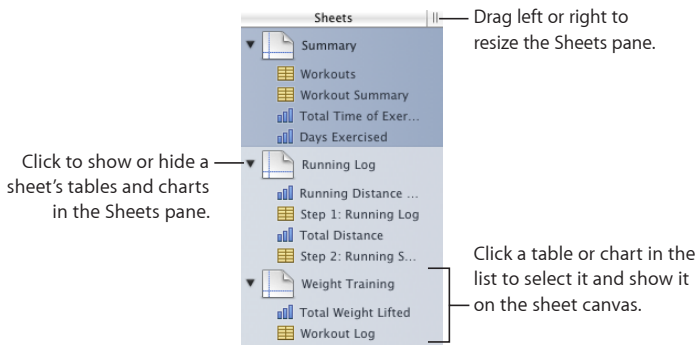 Sheets
Drag left or right to
resize the Sheets pane.
Summary
Workouts
Workout Summary
Total Time of Exer...
Days Exercised
Click to show or hide a
sheet's tables and charts
in the Sheets pane.
Running Log
Running Distance ...
Step 1: Running Log
Total Distance
Step 2: Running S...
Click a table or chart in the
list to select it and show it
on the sheet canvas.
Weight Training
Total Weight Lifted
Workout Log